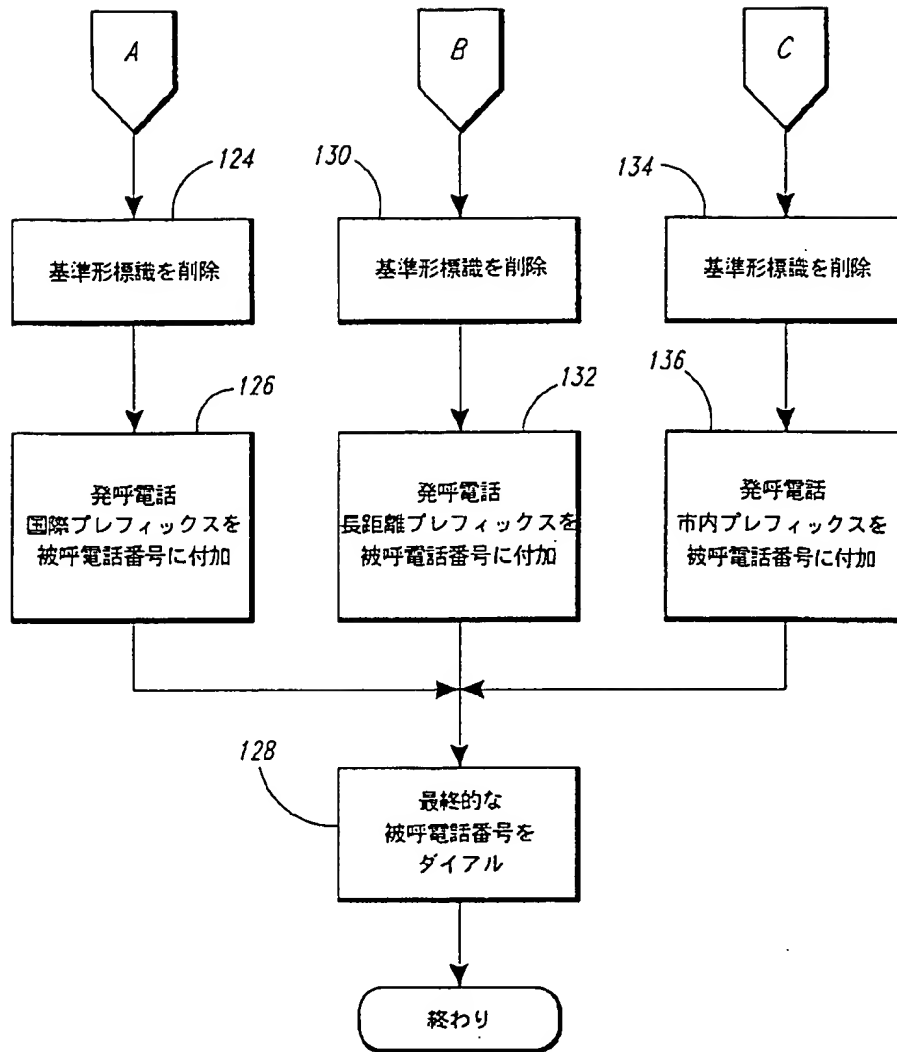 A
B
C
124
130
134
基準形標識を削除
基準形標識を削除
基準形標識を削除
126
132
136
発呼電話
国際プレフィックスを
被呼電話番号に付加
発呼電話
長距離プレフィックスを
被呼電話番号に付加
発呼電話
市内プレフィックスを
被呼電話番号に付加
128
最終的な
被呼電話番号を
ダイアル
終わり